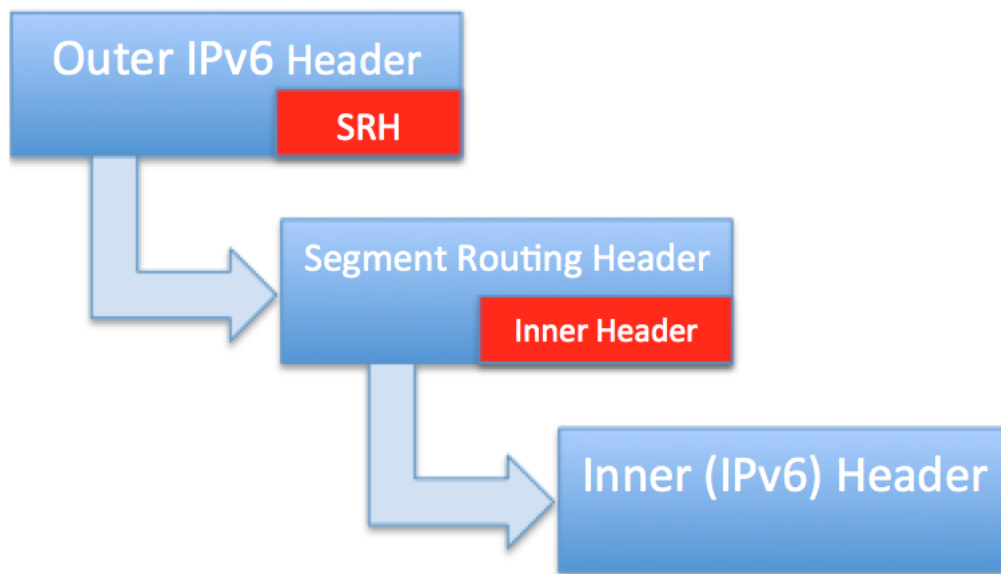 Outer IPv6 Header
SRH
Segment Routing Header
Inner Header
Inner (IPv6) Header